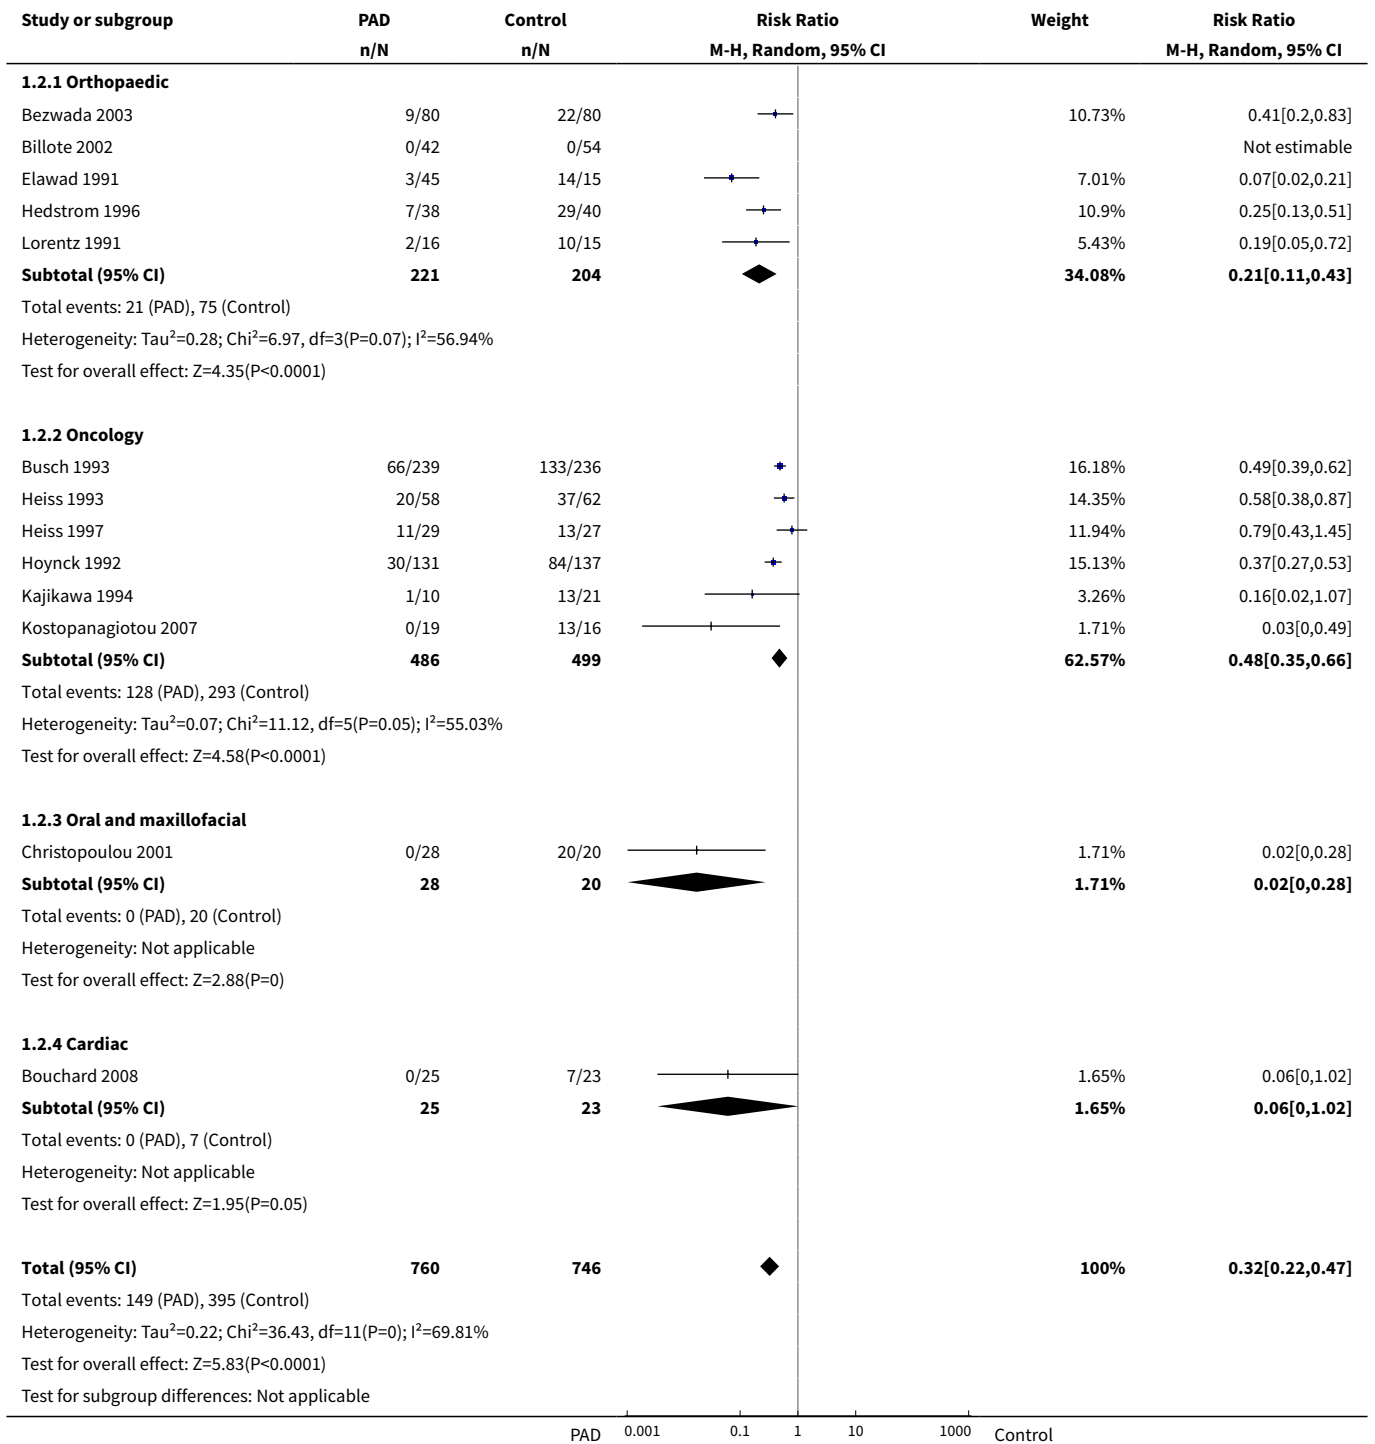 Study or subgroup PAD Control Risk Ratio Weight Risk Ratio
n/N n/N M-H, Random, 95% CI M-H, Random, 95% CI
1.2.1 Orthopaedic
Bezwada 2003 9/80 22/80 10.73% 0.41[0.2,0.83]
Billote 2002 0/42 0/54 Not estimable
Elawad 1991 3/45 14/15 7.01% 0.07[0.02,0.21]
Hedstrom 1996 7/38 29/40 10.9% 0.25[0.13,0.51]
Lorentz 1991 2/16 10/15 5.43% 0.19[0.05,0.72]
Subtotal (95% CI) 221 204 34.08% 0.21[0.11,0.43]
Total events: 21 (PAD), 75 (Control)
Heterogeneity: Tau²=0.28; Chi²=6.97, df=3(P=0.07); I²=56.94%
Test for overall effect: Z=4.35(P<0.0001)
1.2.2 Oncology
Busch 1993 66/239 133/236 16.18% 0.49[0.39,0.62]
Heiss 1993 20/58 37/62 14.35% 0.58[0.38,0.87]
Heiss 1997 11/29 13/27 11.94% 0.79[0.43,1.45]
Hoynck 1992 30/131 84/137 15.13% 0.37[0.27,0.53]
Kajikawa 1994 1/10 13/21 3.26% 0.16[0.02,1.07]
Kostopanagiotou 2007 0/19 13/16 1.71% 0.03[0,0.49]
Subtotal (95% CI) 486 499 62.57% 0.48[0.35,0.66]
Total events: 128 (PAD), 293 (Control)
Heterogeneity: Tau²=0.07; Chi²=11.12, df=5(P=0.05); I²=55.03%
Test for overall effect: Z=4.58(P<0.0001)
1.2.3 Oral and maxillofacial
Christopoulou 2001 0/28 20/20 1.71% 0.02[0,0.28]
Subtotal (95% CI) 28 20 1.71% 0.02[0,0.28]
Total events: 0 (PAD), 20 (Control)
Heterogeneity: Not applicable
Test for overall effect: Z=2.88(P=0)
1.2.4 Cardiac
Bouchard 2008 0/25 7/23 1.65% 0.06[0,1.02]
Subtotal (95% CI) 25 23 1.65% 0.06[0,1.02]
Total events: 0 (PAD), 7 (Control)
Heterogeneity: Not applicable
Test for overall effect: Z=1.95(P=0.05)
Total (95% CI) 760 746 100% 0.32[0.22,0.47]
Total events: 149 (PAD), 395 (Control)
Heterogeneity: Tau²=0.22; Chi²=36.43, df=11(P=0); I²=69.81%
Test for overall effect: Z=5.83(P<0.0001)
Test for subgroup differences: Not applicable
PAD 0.001 0.1 1 10 1000 Control